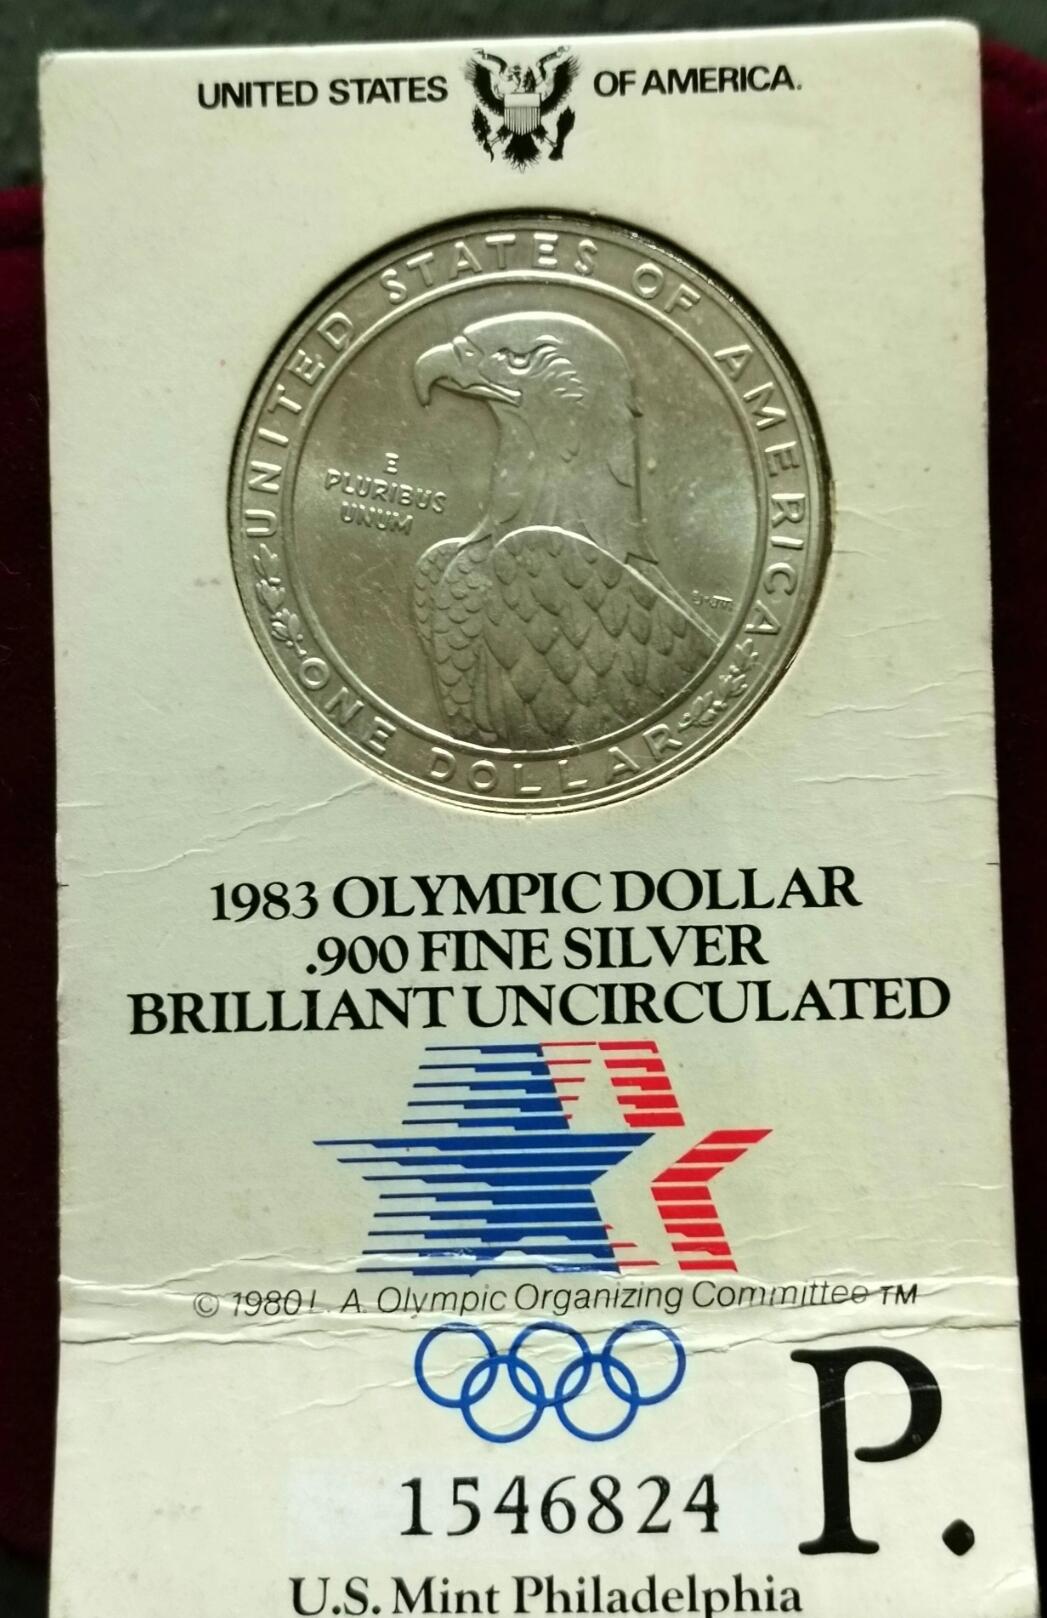 UNITED STATES OF AMERICA.
UNITED STATES OF AMERICA
E
PLURIBUS
UNUM
ONE DOLLAR
1983 OLYMPIC DOLLAR
.900 FINE SILVER
BRILLIANT UNCIRCULATED
© 1980 L. A. Olympic Organizing Committee TM
1546824
P.
U.S. Mint Philadelphia